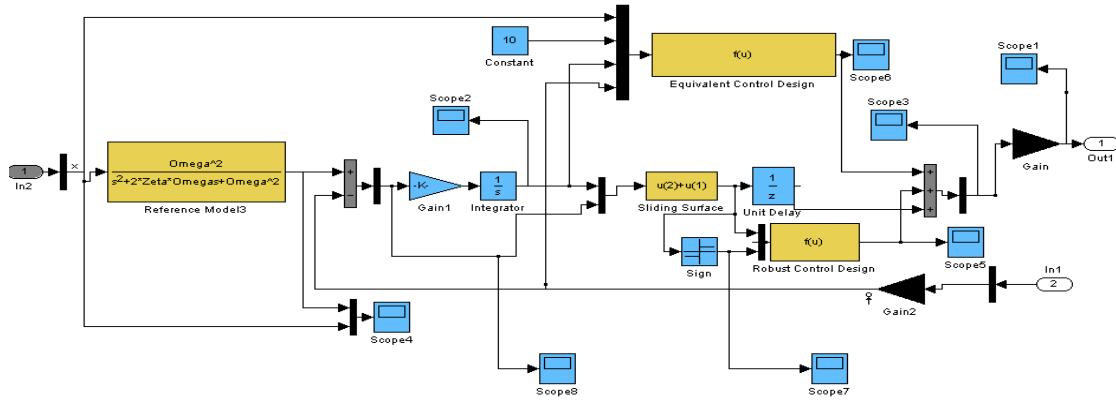 Scope1
10
Constant
f(u)
Equivalent Control Design
Scope6
Scope2
Scope3
1
In2
x
Omega^2
s²+2*Zeta*Omegas+Omega^2
Reference Model3
+
−
-K-
Gain1
1
s
Integrator
u(2)+u(1)
Sliding Surface
1
z
Unit Delay
+
+
+
Gain
1
Out1
Sign
f(u)
Robust Control Design
Scope5
In1
2
Gain2
Scope4
Scope8
Scope7